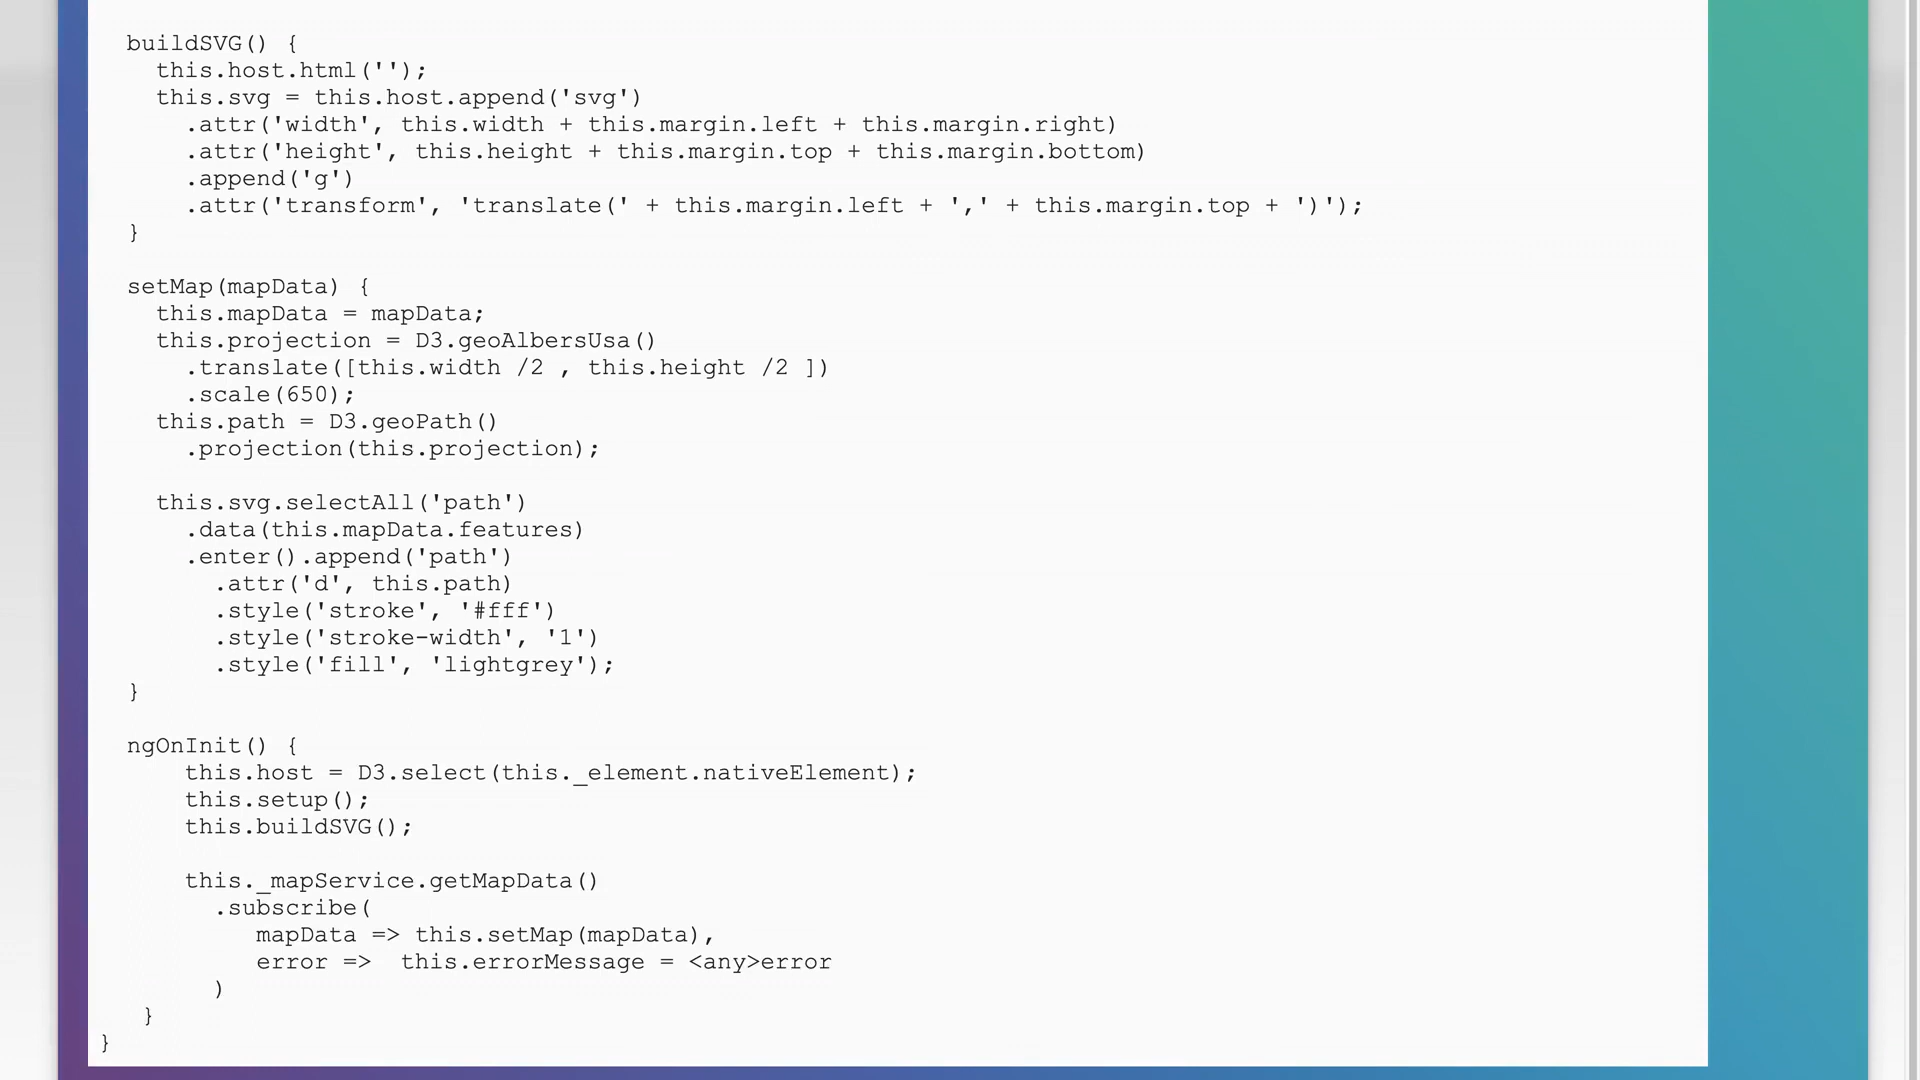 buildSVG() {
this.host.html('');
this.svg = this.host.append('svg')
.attr('width', this.width + this.margin.left + this.margin.right)
.attr('height', this.height + this.margin.top + this.margin.bottom)
.append('g')
.attr('transform', 'translate(' + this.margin.left + ',' + this.margin.top + ')');
}
setMap(mapData) {
this.mapData = mapData;
this.projection = D3.geoAlbersUsa()
.translate([this.width /2 , this.height /2 ])
.scale(650);
this.path = D3.geoPath()
.projection(this.projection);
this.svg.selectAll('path')
.data(this.mapData.features)
.enter().append('path')
.attr('d', this.path)
.style('stroke', '#fff')
.style('stroke-width', '1')
.style('fill', 'lightgrey');
}
ngOnInit() {
this.host = D3.select(this._element.nativeElement);
this.setup();
this.buildSVG();
this._mapService.getMapData()
.subscribe(
mapData => this.setMap(mapData),
error =>  this.errorMessage = <any>error
)
}
}